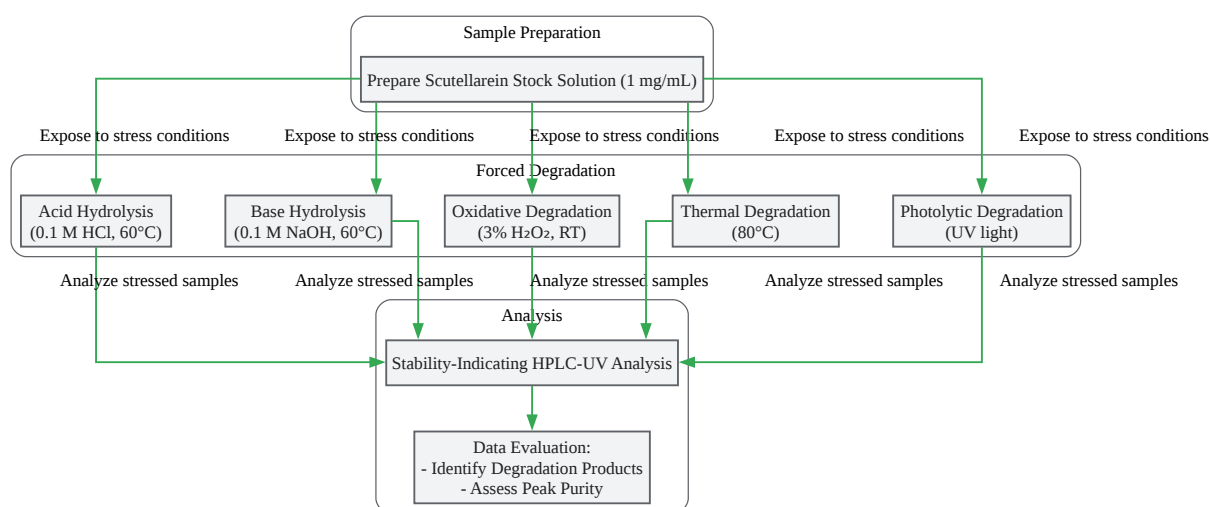 Sample Preparation
Prepare Scutellarein Stock Solution (1 mg/mL)
Expose to stress conditions
Expose to stress conditions
Expose to stress conditions
Expose to stress conditions
Expose to stress conditions
Forced Degradation
Acid Hydrolysis
(0.1 M HCl, 60°C)
Base Hydrolysis
(0.1 M NaOH, 60°C)
Oxidative Degradation
(3% H₂O₂, RT)
Thermal Degradation
(80°C)
Photolytic Degradation
(UV light)
Analyze stressed samples
Analyze stressed samples
Analyze stressed samples
Analyze stressed samples
Analyze stressed samples
Analysis
Stability-Indicating HPLC-UV Analysis
Data Evaluation:
- Identify Degradation Products
- Assess Peak Purity